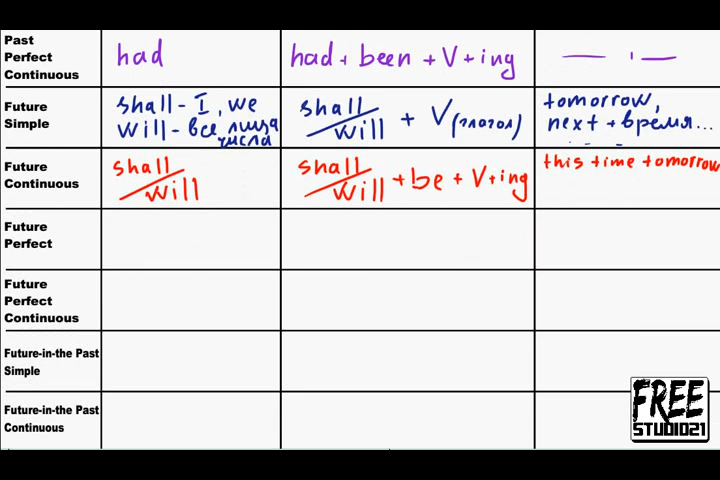 Past
Perfect
Continuous
had
had + been + V + ing
Future
Simple
shall - I, we
will - все лица
числа
shall/will + V (глагол)
tomorrow,
next + время...
Future
Continuous
shall/will
shall/will + be + V+ing
this time tomorrow
Future
Perfect
Future
Perfect
Continuous
Future-in-the Past
Simple
Future-in-the Past
Continuous
FREE
STUDIO21